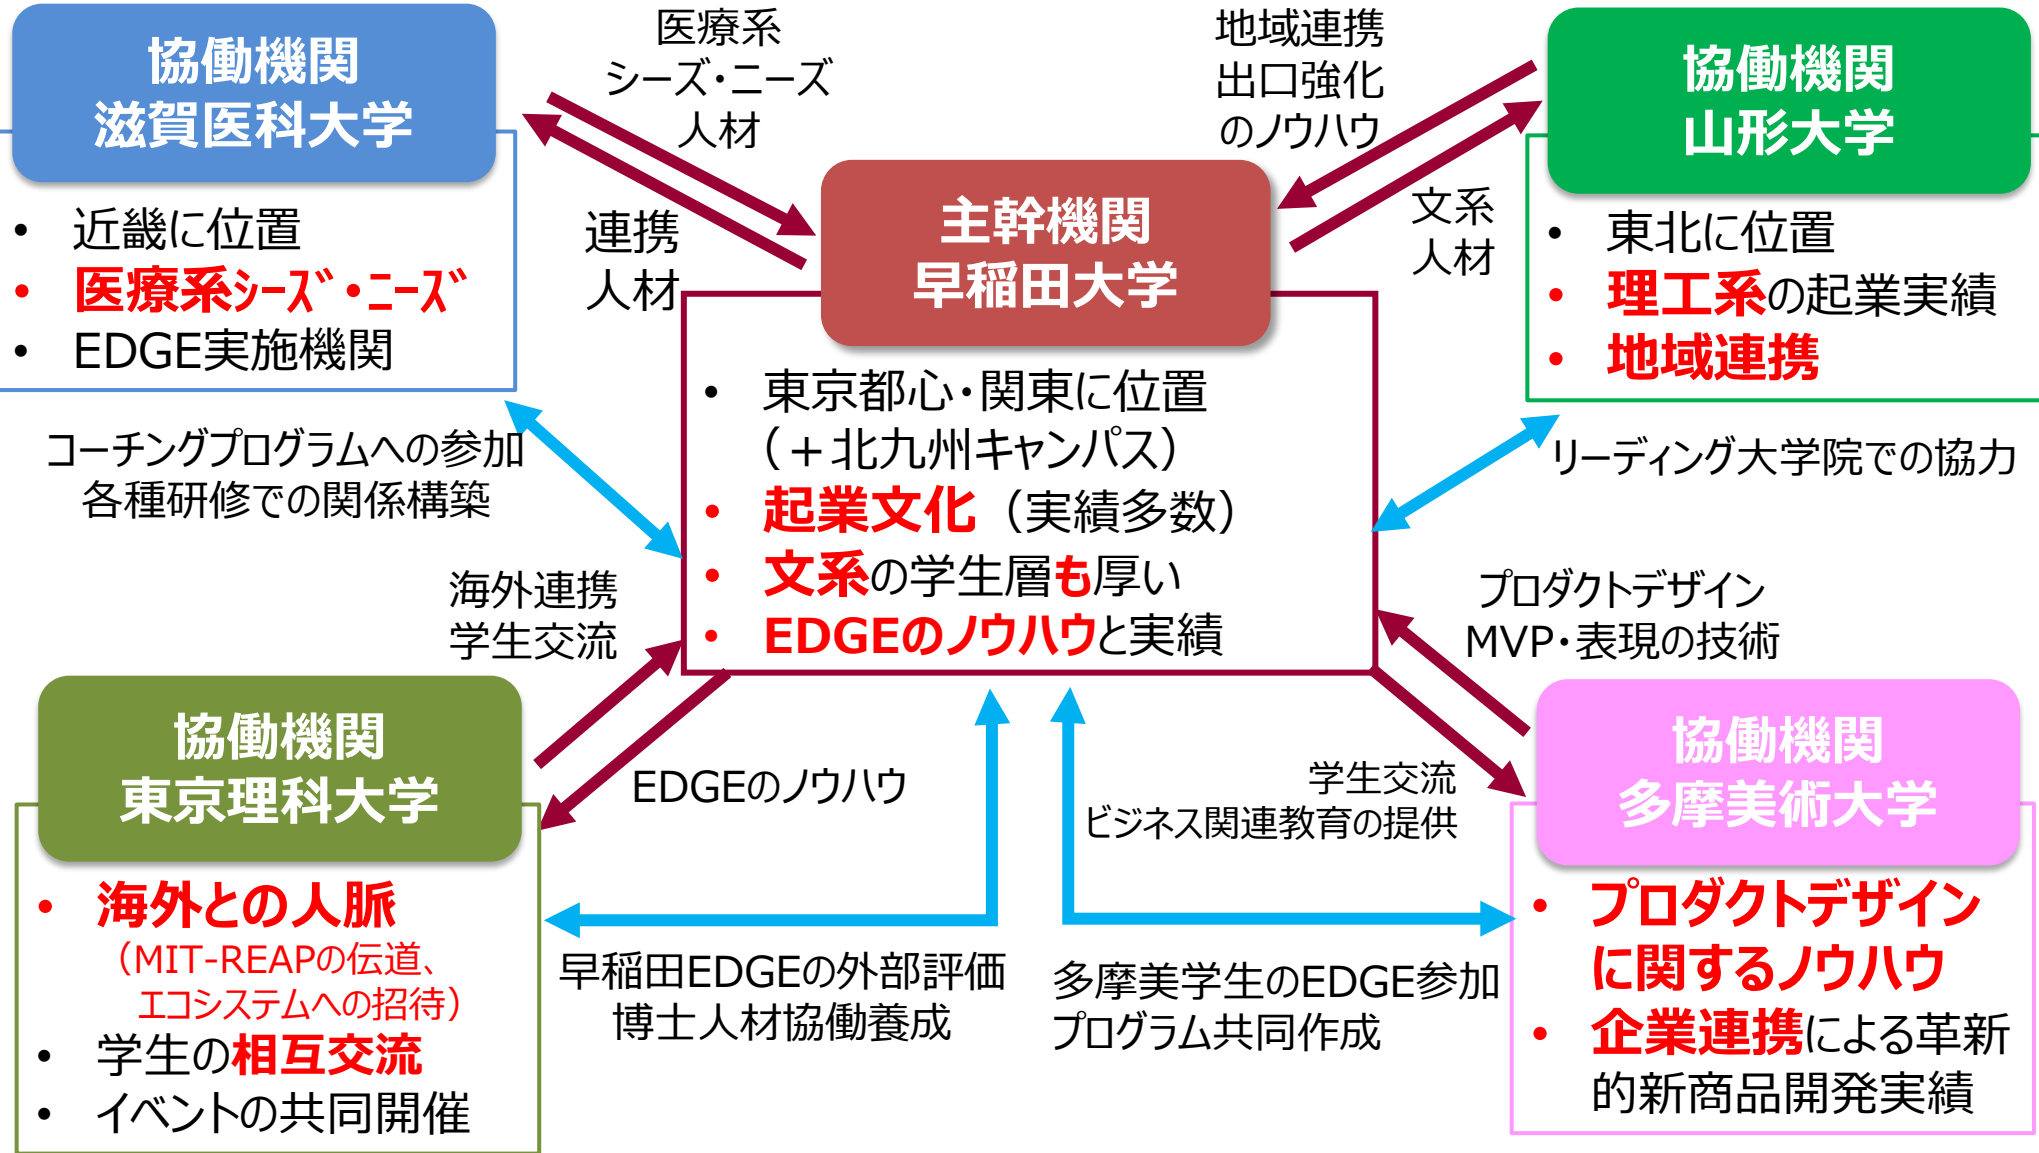 協働機関
滋賀医科大学
• 近畿に位置
• 医療系シーズ・ニーズ
• EDGE実施機関
医療系
シーズ・ニーズ
人材
連携
人材
地域連携
出口強化
のノウハウ
文系
人材
協働機関
山形大学
• 東北に位置
• 理工系の起業実績
• 地域連携
主幹機関
早稲田大学
• 東京都心・関東に位置
（＋北九州キャンパス）
• 起業文化（実績多数）
• 文系の学生層も厚い
• EDGEのノウハウと実績
コーチングプログラムへの参加
各種研修での関係構築
リーディング大学院での協力
海外連携
学生交流
プロダクトデザイン
MVP・表現の技術
EDGEのノウハウ
学生交流
ビジネス関連教育の提供
協働機関
東京理科大学
• 海外との人脈
（MIT-REAPの伝道、
エコシステムへの招待）
• 学生の相互交流
• イベントの共同開催
早稲田EDGEの外部評価
博士人材協働養成
多摩美学生のEDGE参加
プログラム共同作成
協働機関
多摩美術大学
• プロダクトデザイン
に関するノウハウ
• 企業連携による革新
的新商品開発実績